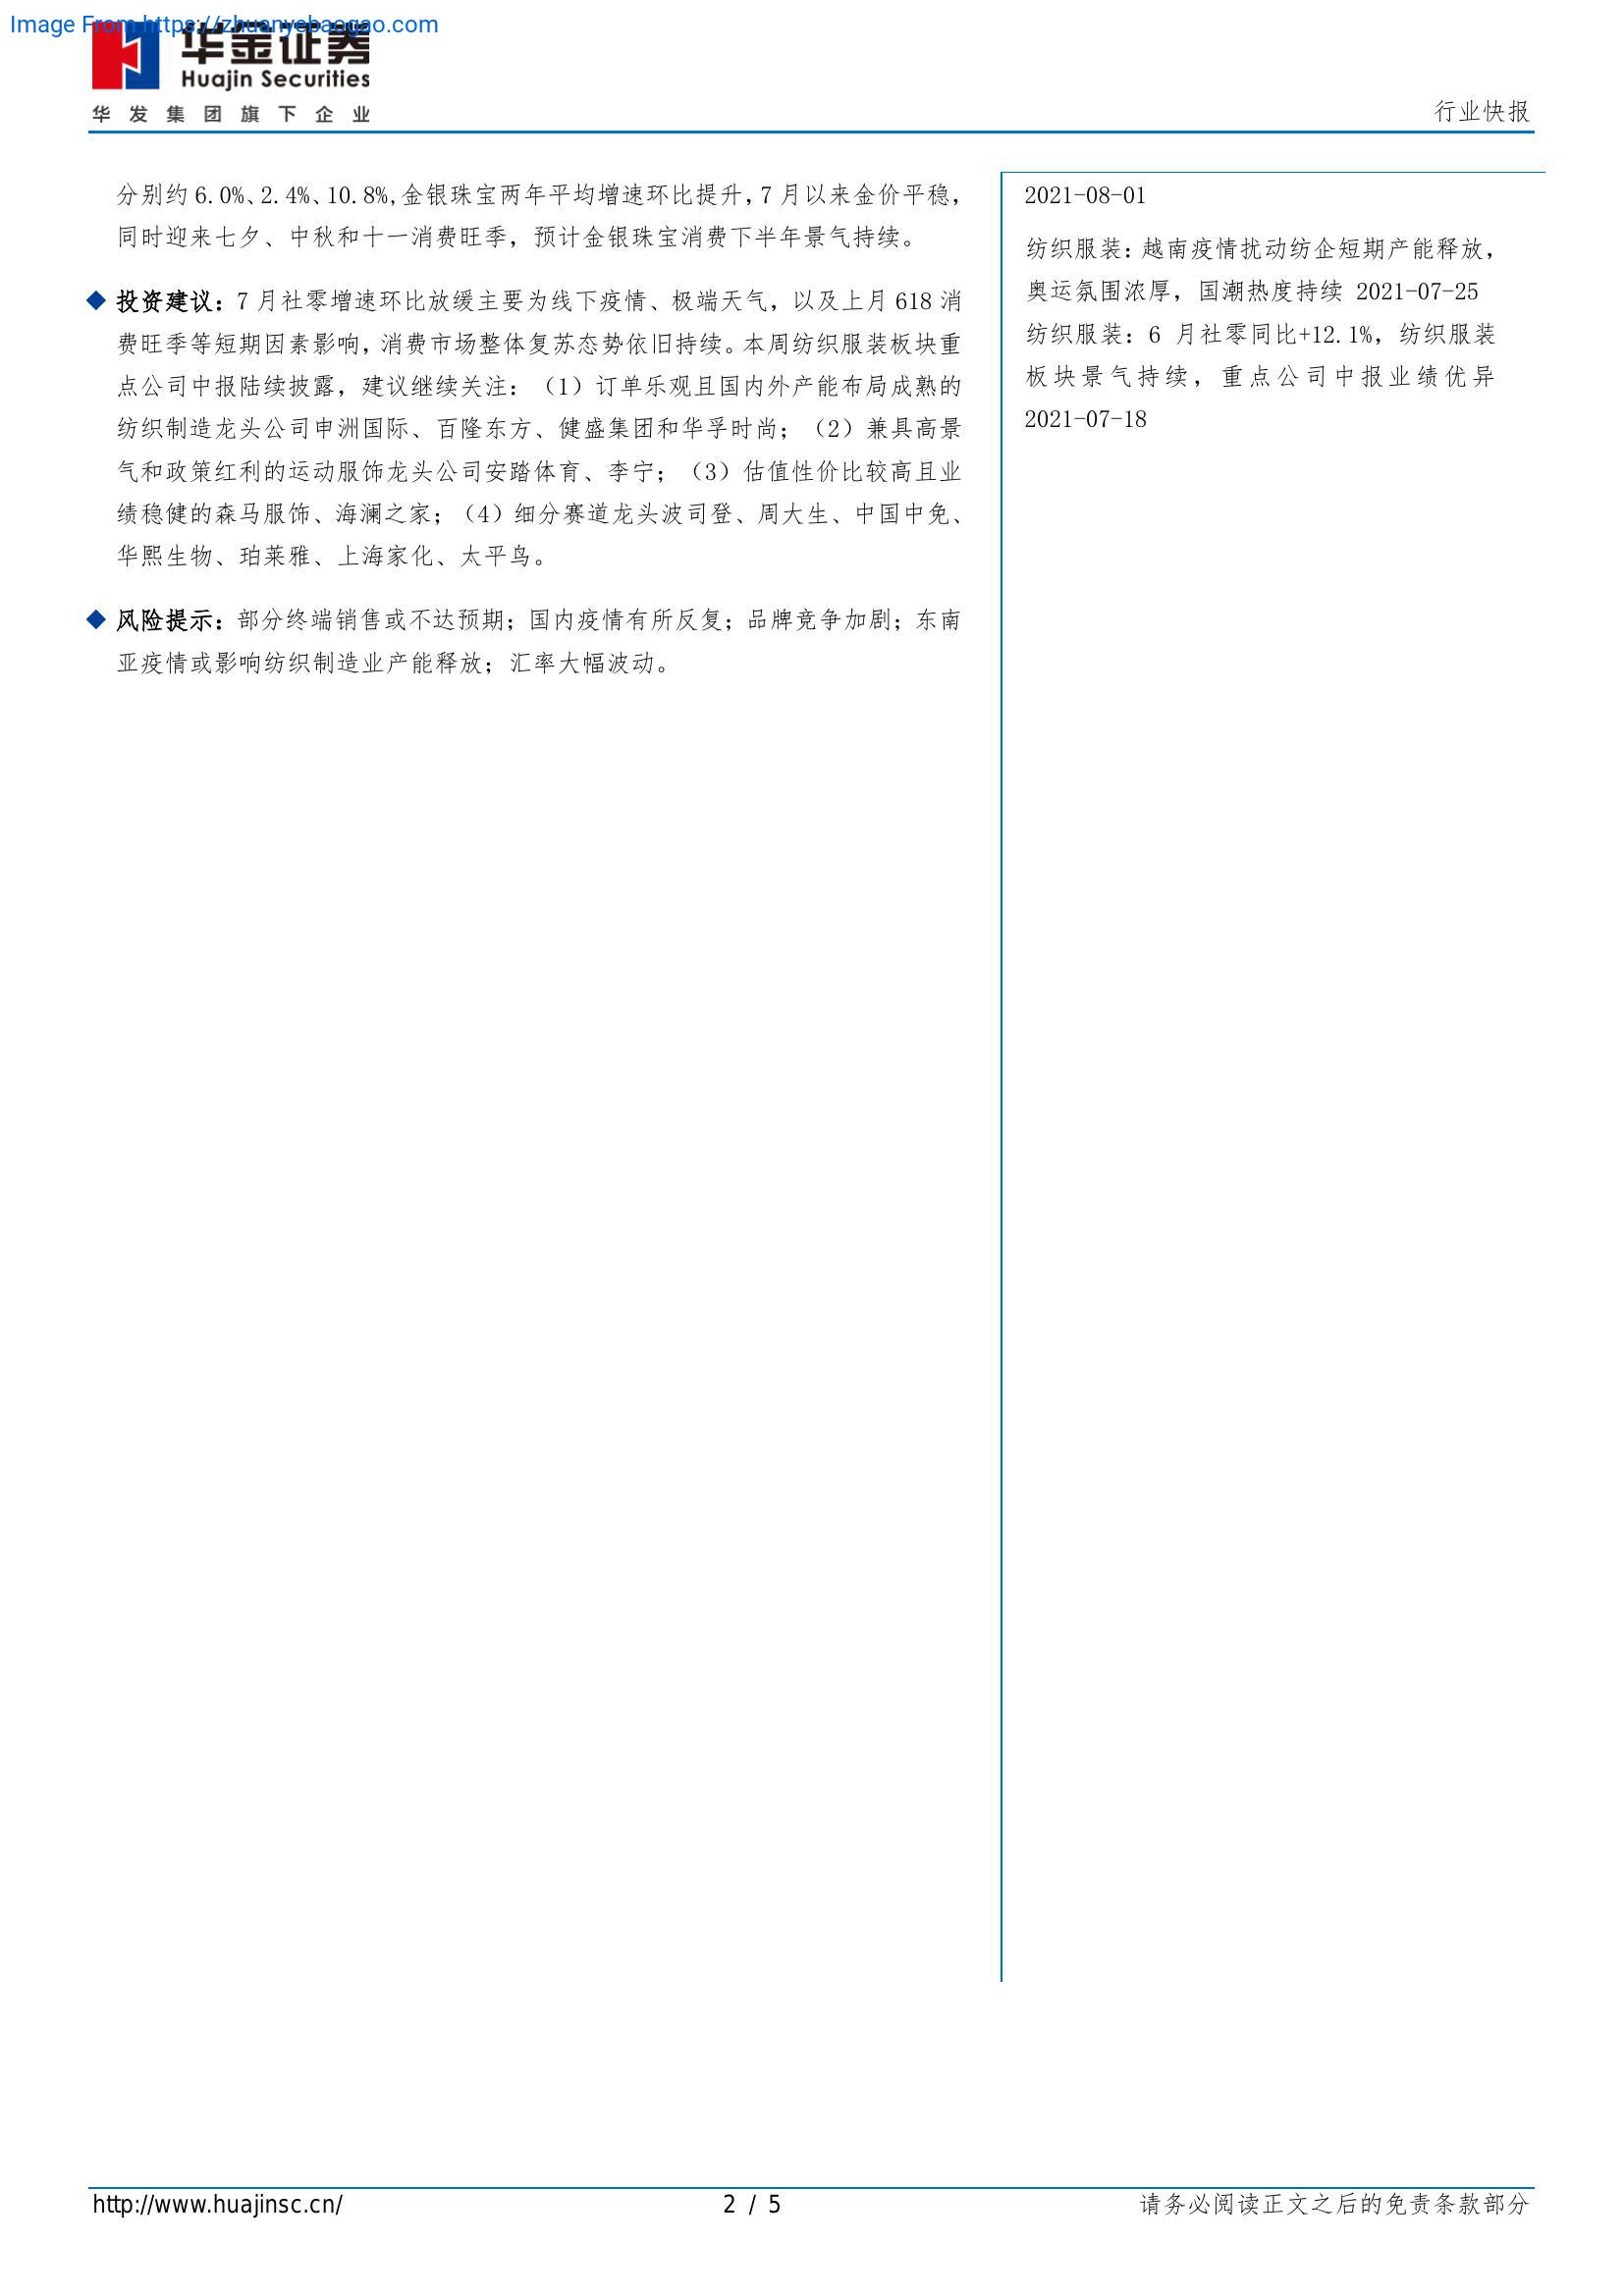 Image From https://zhuanyebaogao.com
华金证券
Huajin Securities
华发集团旗下企业
行业快报
分别约 6.0%、2.4%、10.8%,金银珠宝两年平均增速环比提升，7 月以来金价平稳，
同时迎来七夕、中秋和十一消费旺季，预计金银珠宝消费下半年景气持续。
投资建议：7 月社零增速环比放缓主要为线下疫情、极端天气，以及上月 618 消
费旺季等短期因素影响，消费市场整体复苏态势依旧持续。本周纺织服装板块重
点公司中报陆续披露，建议继续关注：（1）订单乐观且国内外产能布局成熟的
纺织制造龙头公司申洲国际、百隆东方、健盛集团和华孚时尚；（2）兼具高景
气和政策红利的运动服饰龙头公司安踏体育、李宁；（3）估值性价比较高且业
绩稳健的森马服饰、海澜之家；（4）细分赛道龙头波司登、周大生、中国中免、
华熙生物、珀莱雅、上海家化、太平鸟。
风险提示：部分终端销售或不达预期；国内疫情有所反复；品牌竞争加剧；东南
亚疫情或影响纺织制造业产能释放；汇率大幅波动。
2021-08-01
纺织服装：越南疫情扰动纺企短期产能释放，
奥运氛围浓厚，国潮热度持续 2021-07-25
纺织服装：6 月社零同比+12.1%，纺织服装
板块景气持续，重点公司中报业绩优异
2021-07-18
http://www.huajinsc.cn/
2 / 5
请务必阅读正文之后的免责条款部分